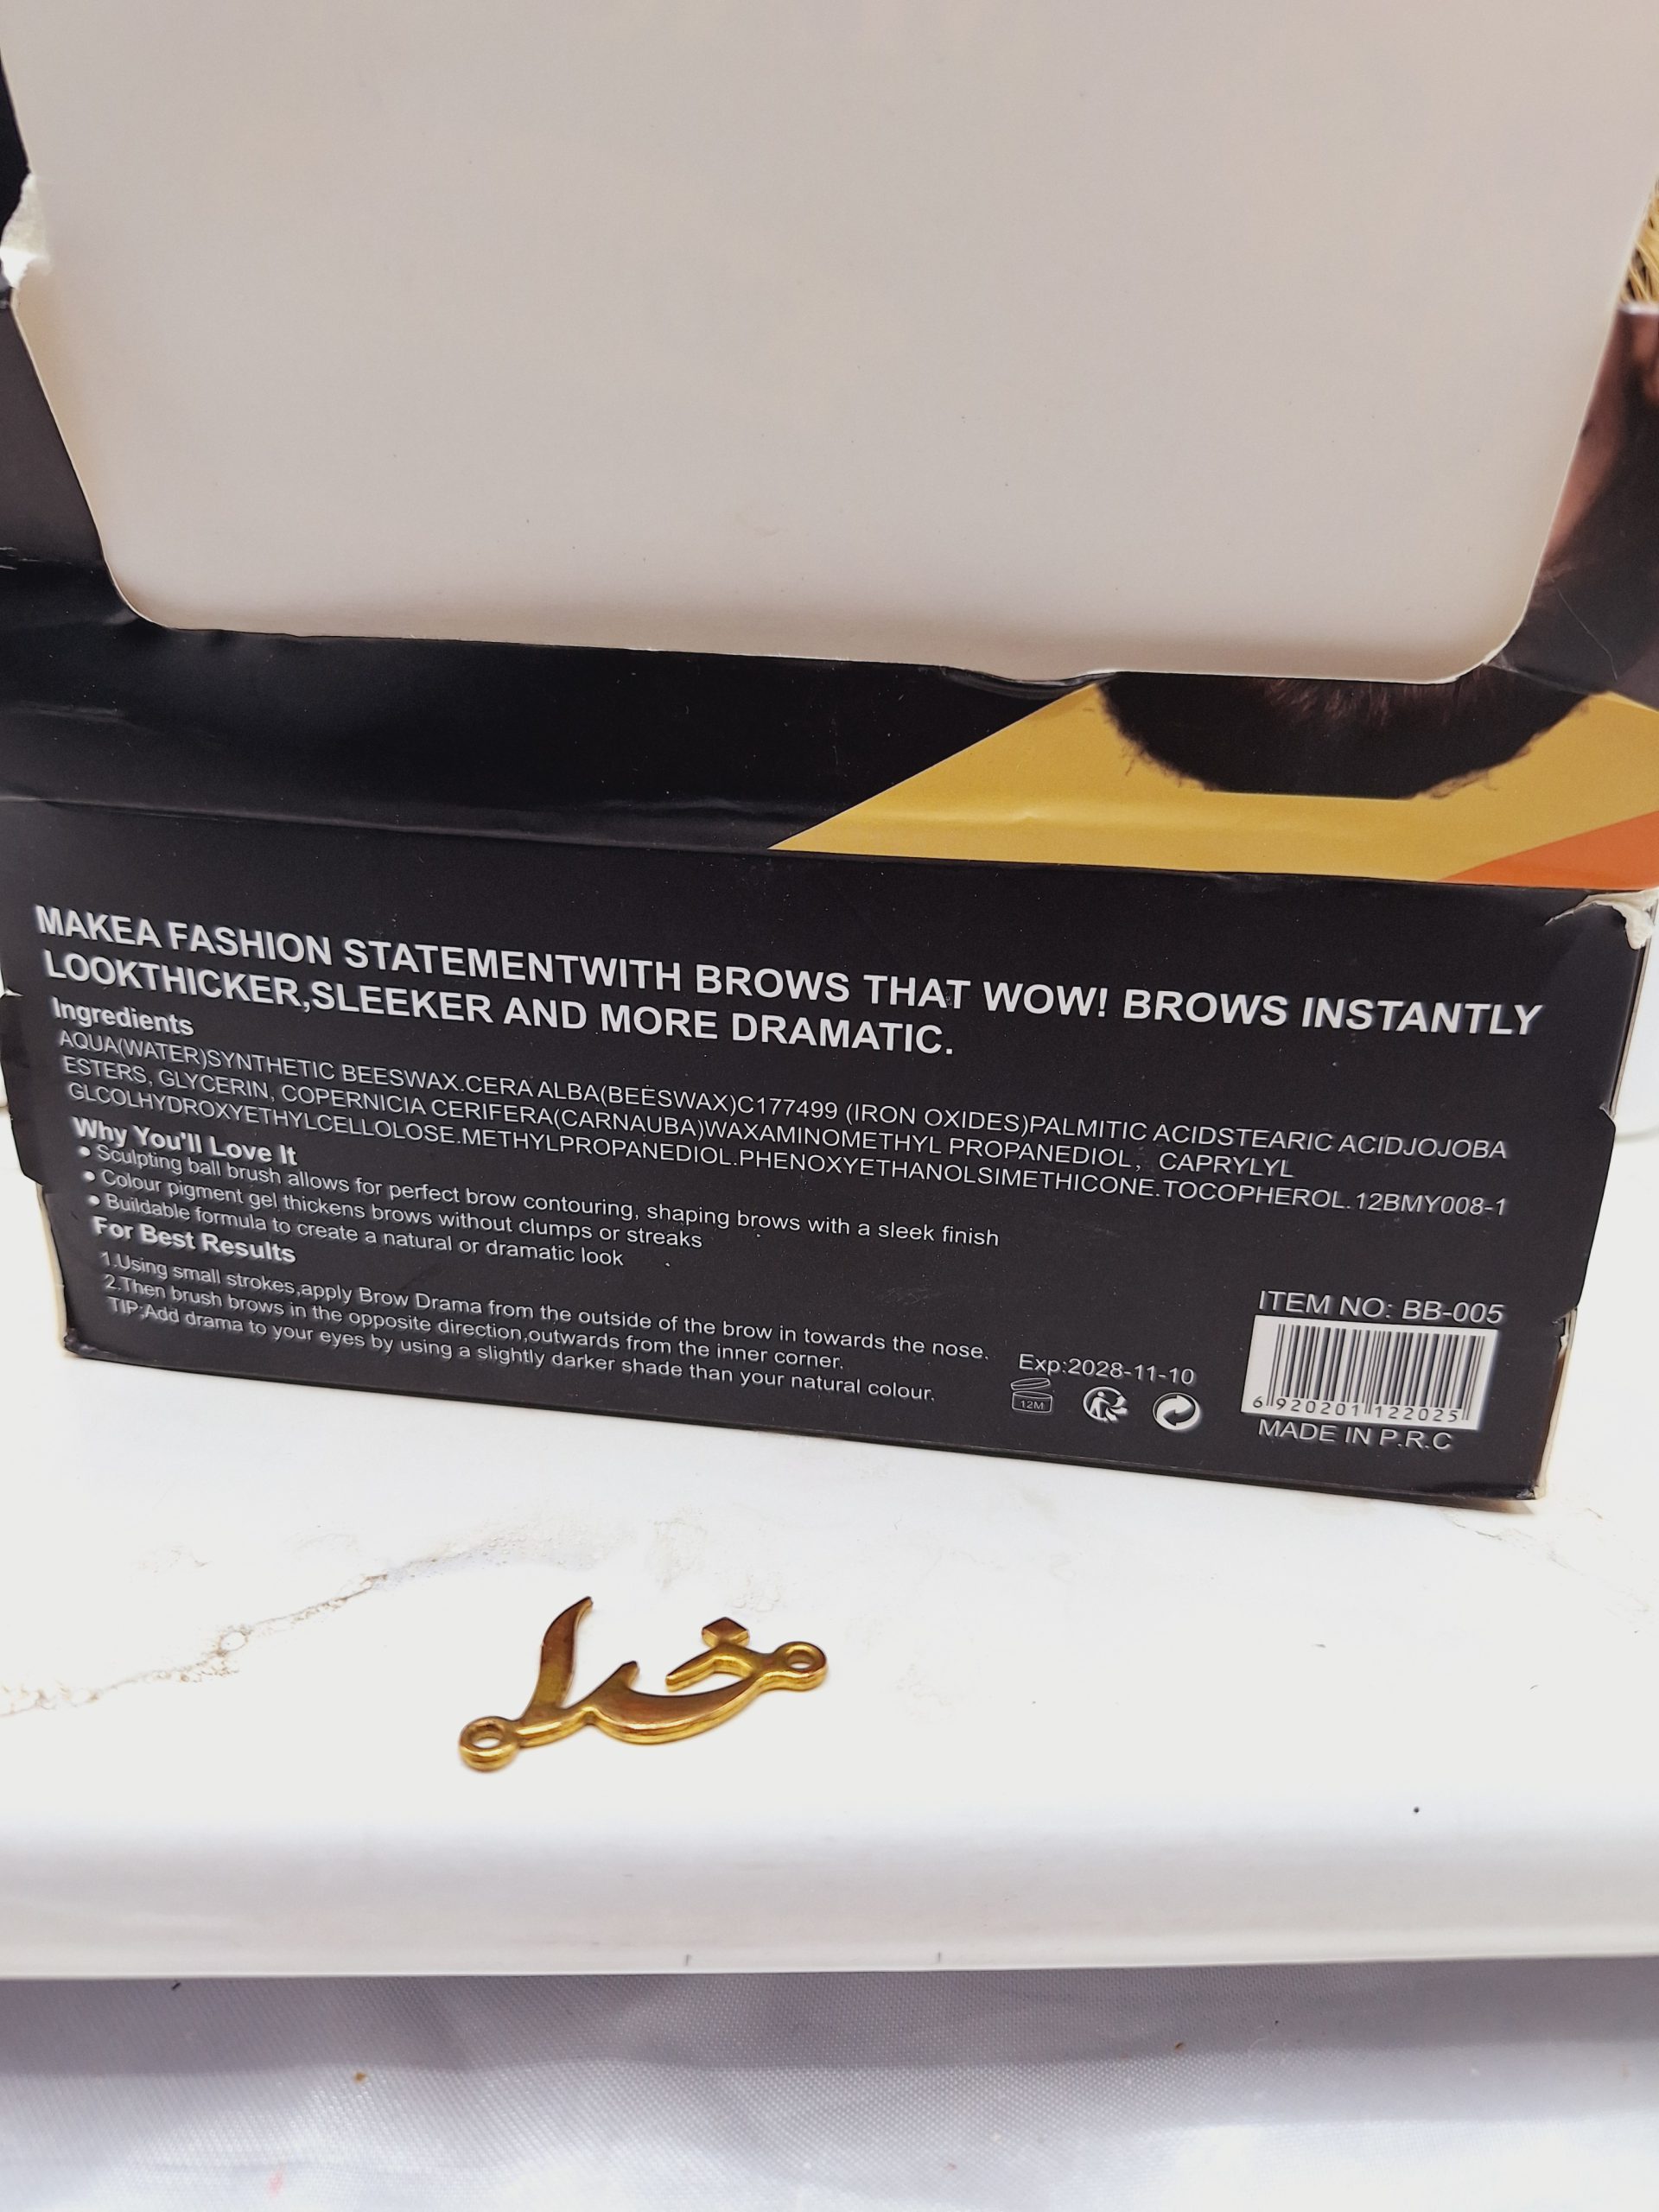 MAKEA FASHION STATEMENTWITH BROWS THAT WOW! BROWS INSTANTLY
LOOKTHICKER,SLEEKER AND MORE DRAMATIC.
Ingredients
AQUA(WATER)SYNTHETIC BEESWAX.CERA ALBA(BEESWAX)C177499 (IRON OXIDES)PALMITIC ACIDSTEARIC ACIDJOJOBA
ESTERS, GLYCERIN, COPERNICIA CERIFERA(CARNAUBA)WAXAMINOMETHYL PROPANEDIOL, CAPRYLYL
GLCOLHYDROXYETHYLCELLOLOSE.METHYLPROPANEDIOL.PHENOXYETHANOLSIMETHICONE.TOCOPHEROL.12BMY008-1
Why You'll Love It
• Sculpting ball brush allows for perfect brow contouring, shaping brows with a sleek finish
• Colour pigment gel thickens brows without clumps or streaks
• Buildable formula to create a natural or dramatic look
For Best Results
1.Using small strokes,apply Brow Drama from the outside of the brow in towards the nose.
2.Then brush brows in the opposite direction,outwards from the inner corner.
TIP:Add drama to your eyes by using a slightly darker shade than your natural colour.
Exp:2028-11-10
12M
ITEM NO: BB-005
6 920201 122025
MADE IN P.R.C
خدا